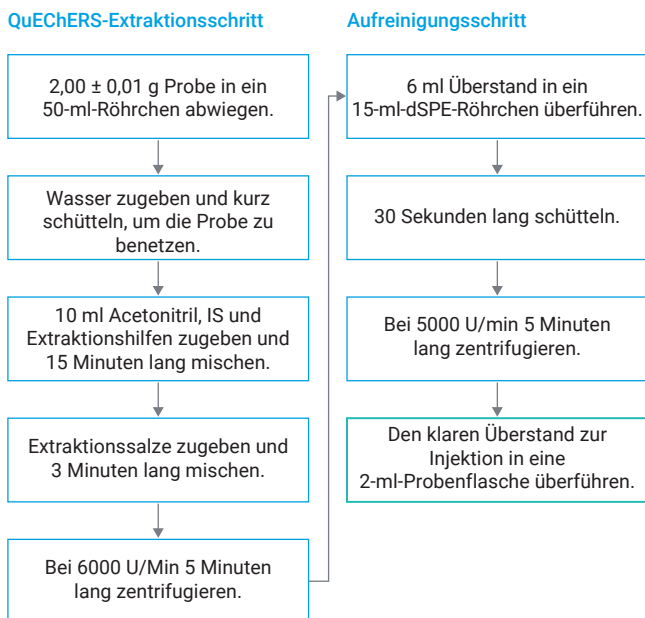 QuEChERS-Extraktionsschritt
2,00 ± 0,01 g Probe in ein
50-ml-Röhrchen abwiegen.
Wasser zugeben und kurz
schütteln, um die Probe zu
benetzen.
10 ml Acetonitril, IS und
Extraktionshilfen zugeben und
15 Minuten lang mischen.
Extraktionssalze zugeben und
3 Minuten lang mischen.
Bei 6000 U/Min 5 Minuten
lang zentrifugieren.
Aufreinigungsschritt
6 ml Überstand in ein
15-ml-dSPE-Röhrchen überführen.
30 Sekunden lang schütteln.
Bei 5000 U/min 5 Minuten
lang zentrifugieren.
Den klaren Überstand zur
Injektion in eine
2-ml-Probenflasche überführen.